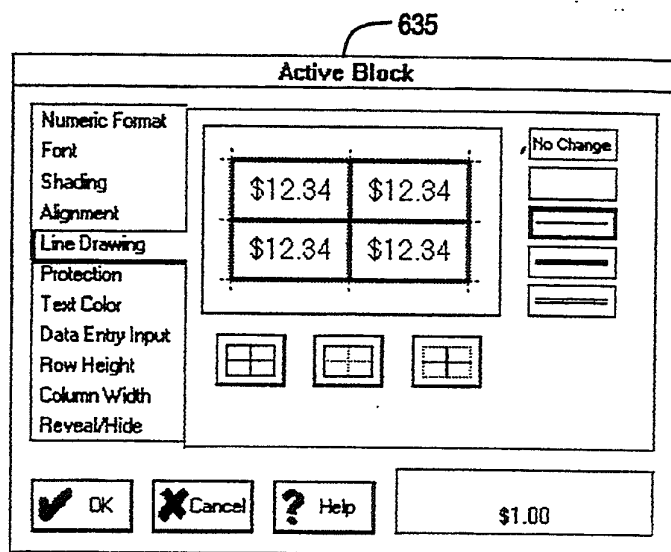 635
Active Block
Numeric Format
Font
Shading
Alignment
Line Drawing
Protection
Text Color
Data Entry Input
Row Height
Column Width
Reveal/Hide
$12.34 $12.34
$12.34 $12.34
No Change
OK
Cancel
? Help
$1.00